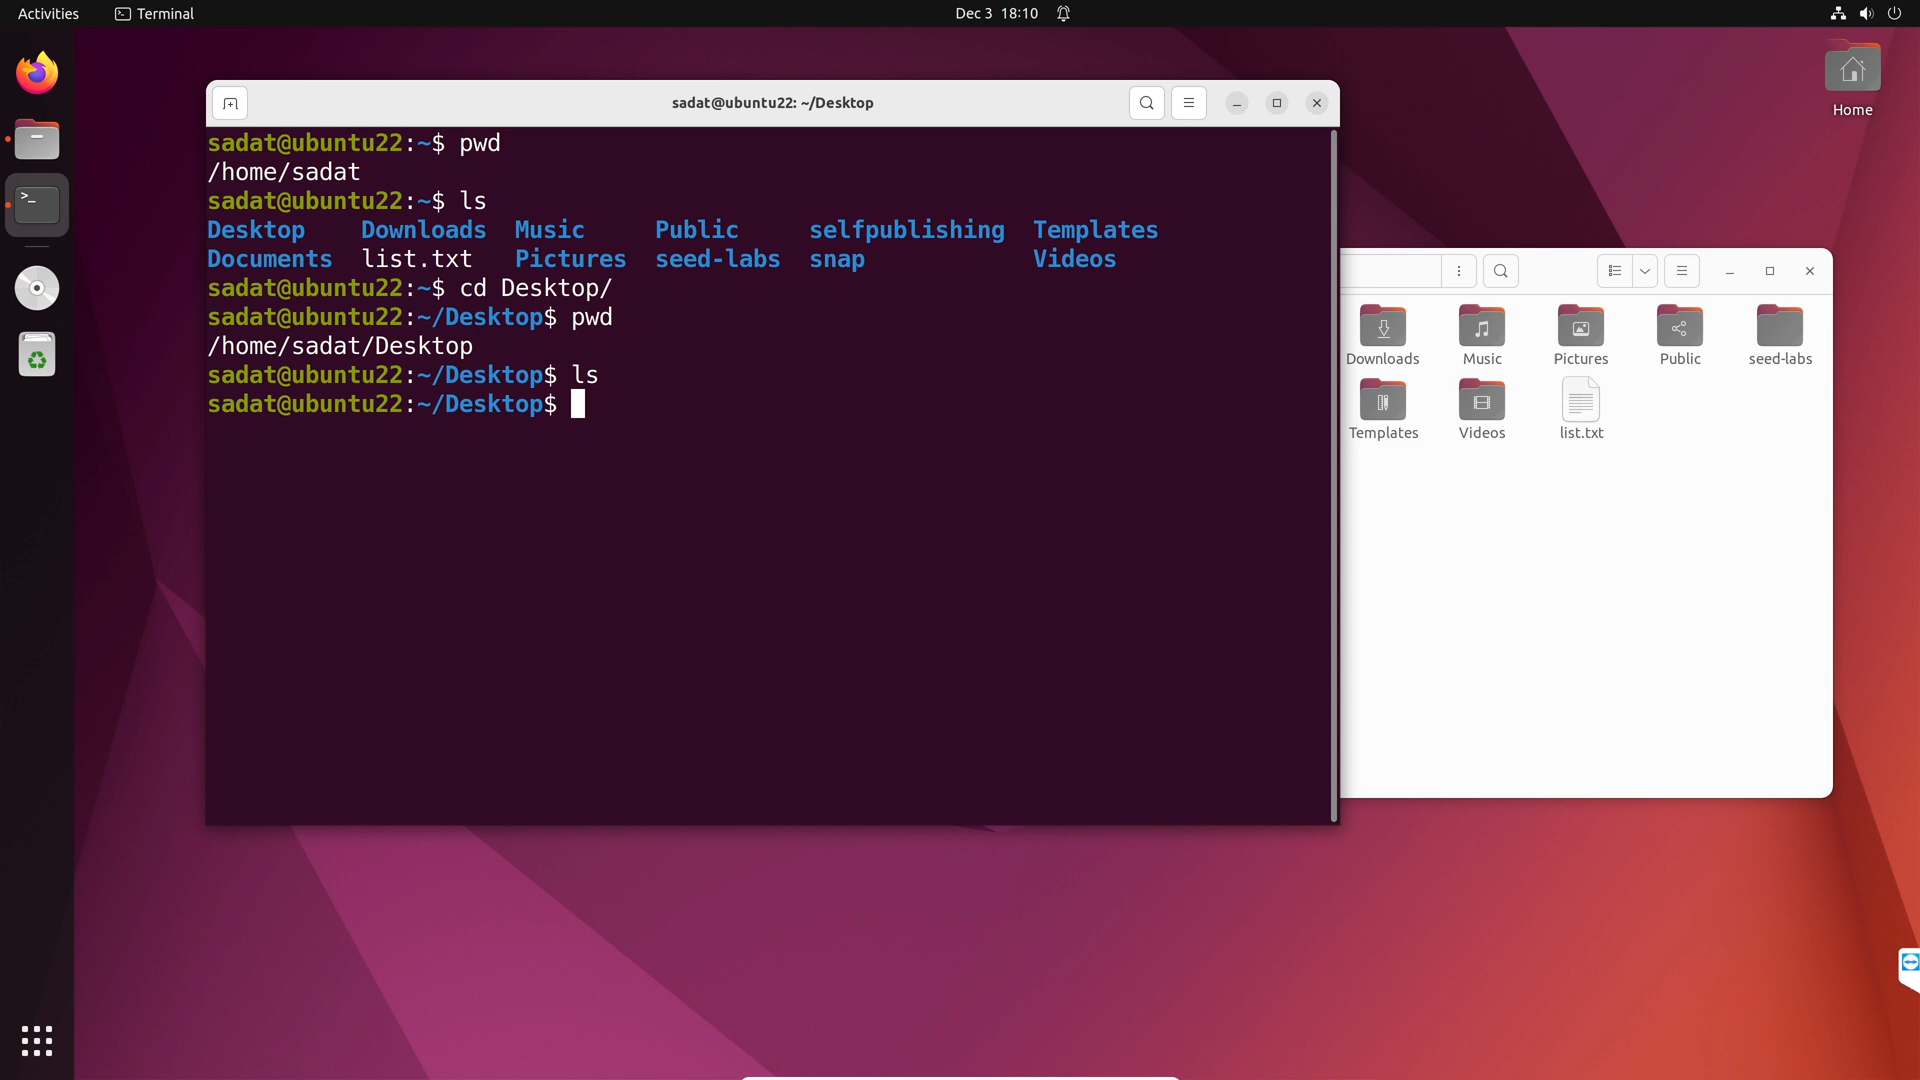 Activities Terminal Dec 3 18:10
Home
sadat@ubuntu22: ~/Desktop
sadat@ubuntu22:~$ pwd
/home/sadat
sadat@ubuntu22:~$ ls
Desktop Downloads Music Public selfpublishing Templates
Documents list.txt Pictures seed-labs snap Videos
sadat@ubuntu22:~$ cd Desktop/
sadat@ubuntu22:~/Desktop$ pwd
/home/sadat/Desktop
sadat@ubuntu22:~/Desktop$ ls
sadat@ubuntu22:~/Desktop$
Downloads Music Pictures Public seed-labs
Templates Videos list.txt